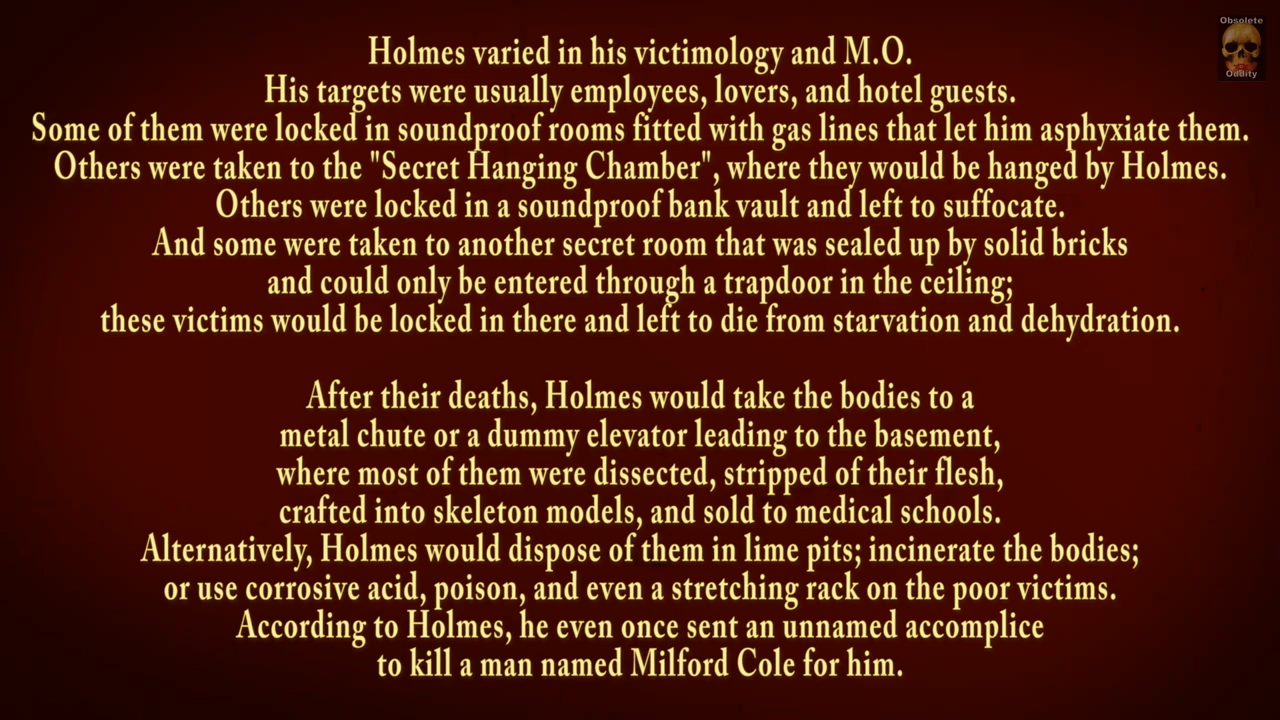 Obsolete
Oddity
Holmes varied in his victimology and M.O.
His targets were usually employees, lovers, and hotel guests.
Some of them were locked in soundproof rooms fitted with gas lines that let him asphyxiate them.
Others were taken to the "Secret Hanging Chamber", where they would be hanged by Holmes.
Others were locked in a soundproof bank vault and left to suffocate.
And some were taken to another secret room that was sealed up by solid bricks
and could only be entered through a trapdoor in the ceiling;
these victims would be locked in there and left to die from starvation and dehydration.
After their deaths, Holmes would take the bodies to a
metal chute or a dummy elevator leading to the basement,
where most of them were dissected, stripped of their flesh,
crafted into skeleton models, and sold to medical schools.
Alternatively, Holmes would dispose of them in lime pits; incinerate the bodies;
or use corrosive acid, poison, and even a stretching rack on the poor victims.
According to Holmes, he even once sent an unnamed accomplice
to kill a man named Milford Cole for him.